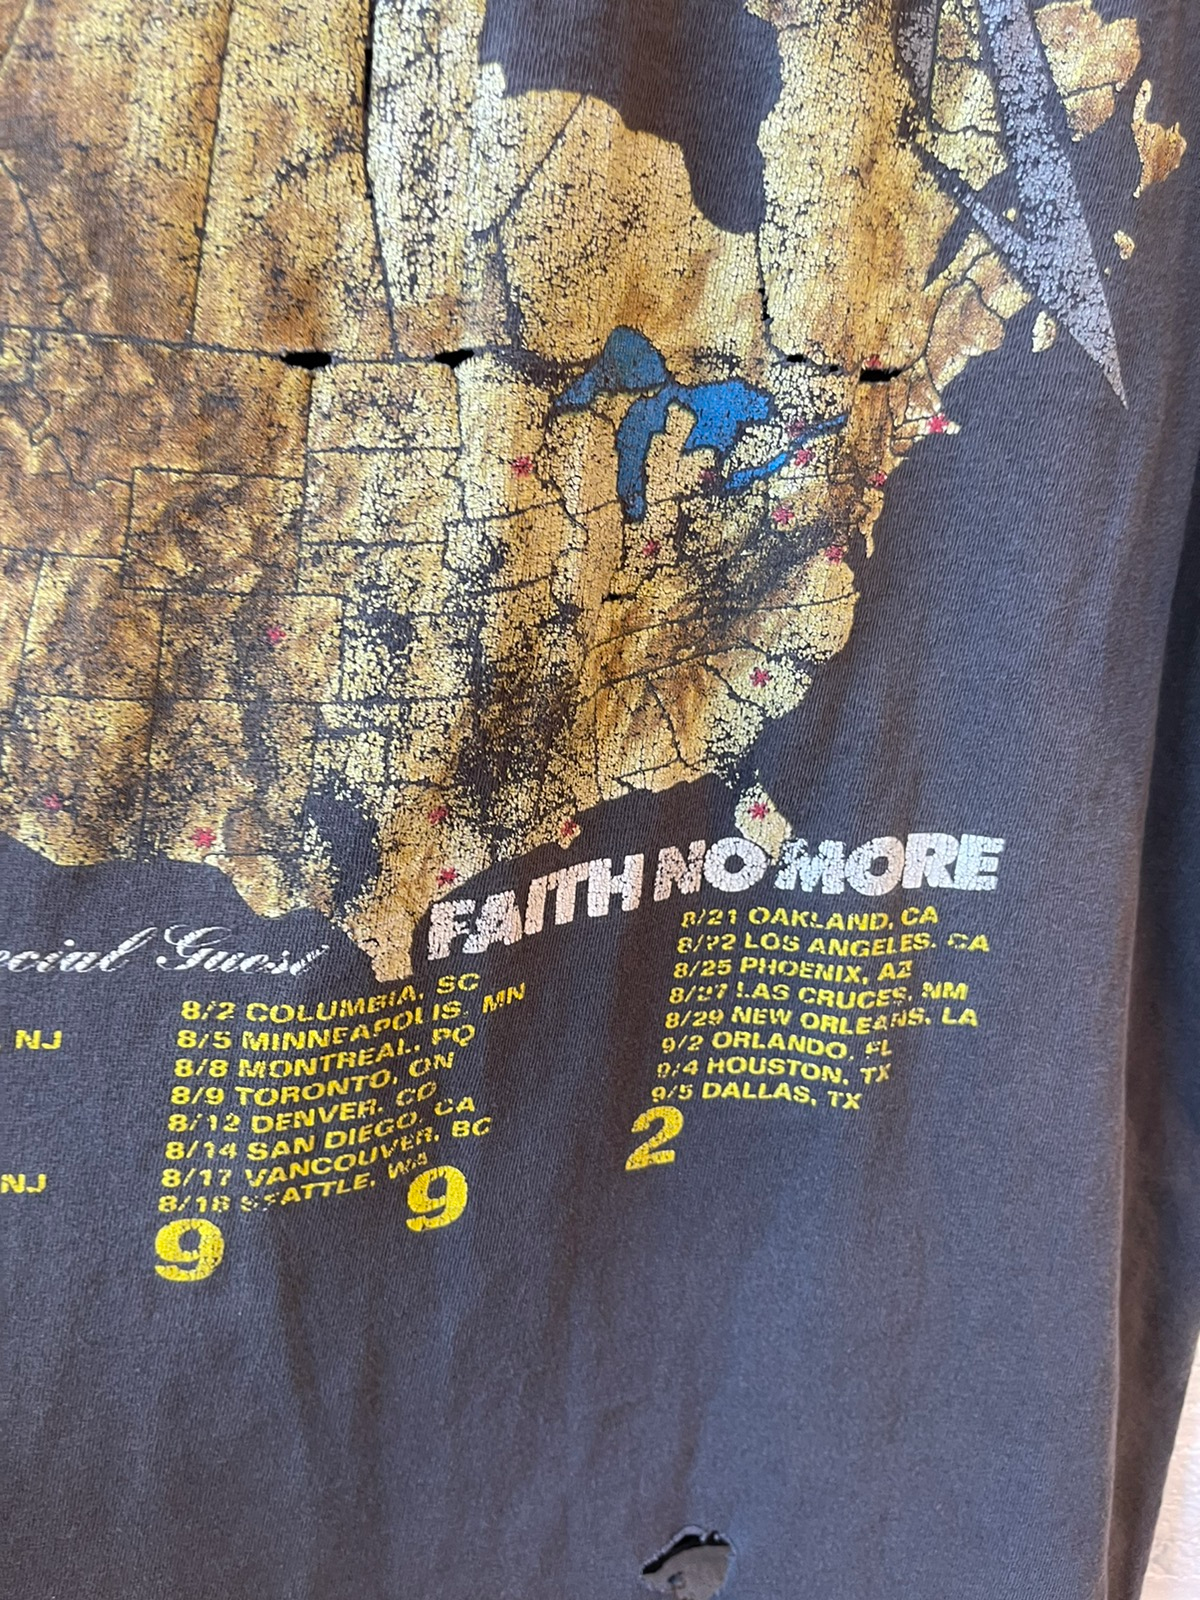 FAITH NO MORE
ecial Guest
, NJ
NJ
8/2 COLUMBIA, SC
8/5 MINNEAPOLIS, MN
8/8 MONTREAL, PQ
8/9 TORONTO, ON
8/12 DENVER, CO
8/14 SAN DIEGO, CA
8/17 VANCOUVER, BC
8/18 SEATTLE, WA
8/21 OAKLAND, CA
8/22 LOS ANGELES, CA
8/25 PHOENIX, AZ
8/27 LAS CRUCES, NM
8/29 NEW ORLEANS, LA
9/2 ORLANDO, FL
9/4 HOUSTON, TX
9/5 DALLAS, TX
9 9 2